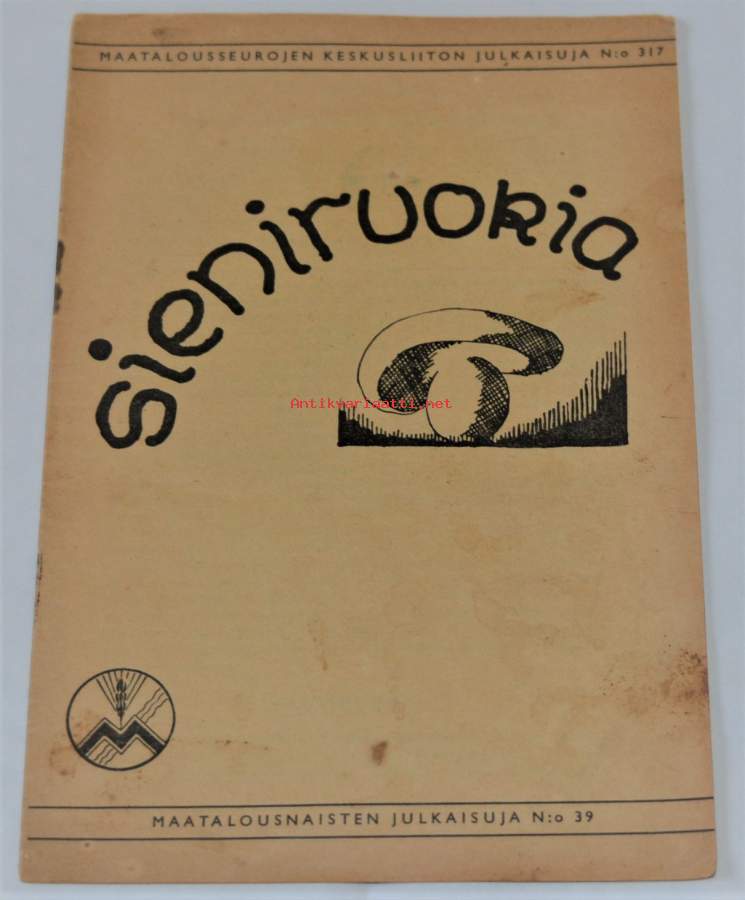 MAATALOUSSEUROJEN KESKUSLIITON JULKAISUJA N:o 317
Sieniruokia
Antikvariaatti.net
MAATALOUSNAISTEN JULKAISUJA N:o 39